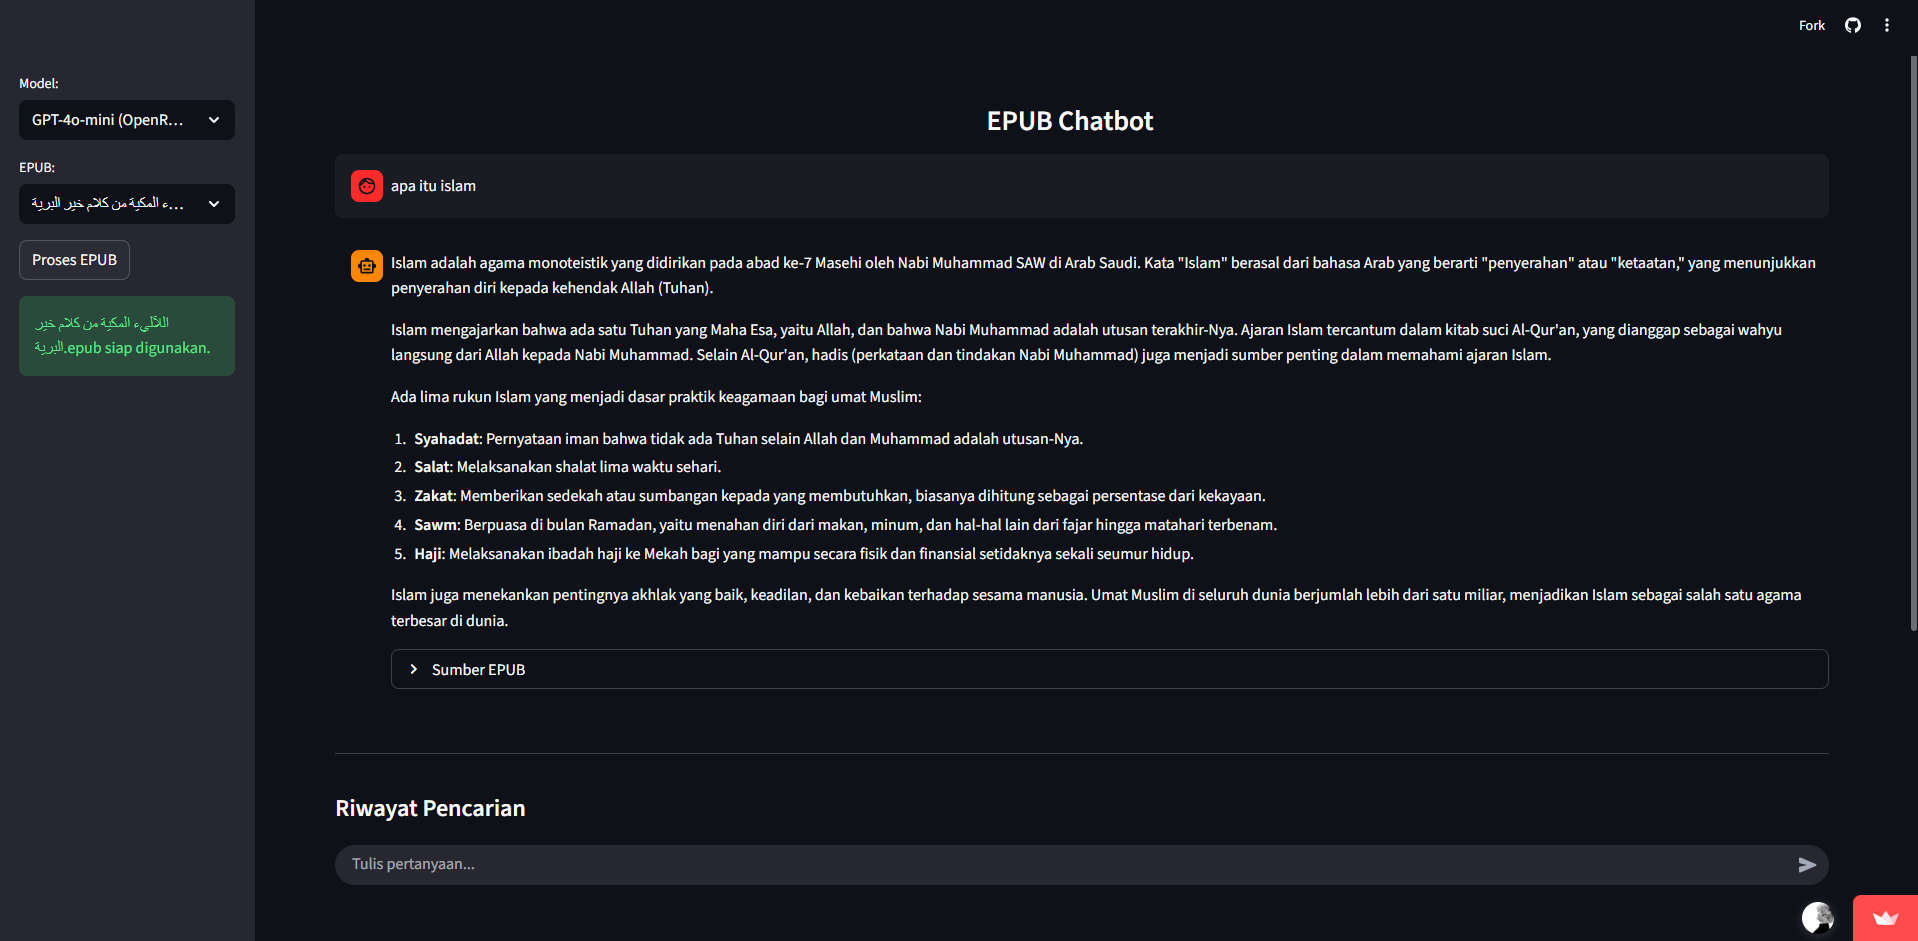 Fork
Model:
GPT-4o-mini (OpenR...
EPUB:
ء المكية من كلام خير البرية...
Proses EPUB
اللآليء المكية من كلام خير
البرية.epub siap digunakan.
EPUB Chatbot
apa itu islam
Islam adalah agama monoteistik yang didirikan pada abad ke-7 Masehi oleh Nabi Muhammad SAW di Arab Saudi. Kata "Islam" berasal dari bahasa Arab yang berarti "penyerahan" atau "ketaatan," yang menunjukkan
penyerahan diri kepada kehendak Allah (Tuhan).
Islam mengajarkan bahwa ada satu Tuhan yang Maha Esa, yaitu Allah, dan bahwa Nabi Muhammad adalah utusan terakhir-Nya. Ajaran Islam tercantum dalam kitab suci Al-Qur'an, yang dianggap sebagai wahyu
langsung dari Allah kepada Nabi Muhammad. Selain Al-Qur'an, hadis (perkataan dan tindakan Nabi Muhammad) juga menjadi sumber penting dalam memahami ajaran Islam.
Ada lima rukun Islam yang menjadi dasar praktik keagamaan bagi umat Muslim:
1. Syahadat: Pernyataan iman bahwa tidak ada Tuhan selain Allah dan Muhammad adalah utusan-Nya.
2. Salat: Melaksanakan shalat lima waktu sehari.
3. Zakat: Memberikan sedekah atau sumbangan kepada yang membutuhkan, biasanya dihitung sebagai persentase dari kekayaan.
4. Sawm: Berpuasa di bulan Ramadan, yaitu menahan diri dari makan, minum, dan hal-hal lain dari fajar hingga matahari terbenam.
5. Haji: Melaksanakan ibadah haji ke Mekah bagi yang mampu secara fisik dan finansial setidaknya sekali seumur hidup.
Islam juga menekankan pentingnya akhlak yang baik, keadilan, dan kebaikan terhadap sesama manusia. Umat Muslim di seluruh dunia berjumlah lebih dari satu miliar, menjadikan Islam sebagai salah satu agama
terbesar di dunia.
Sumber EPUB
Riwayat Pencarian
Tulis pertanyaan...